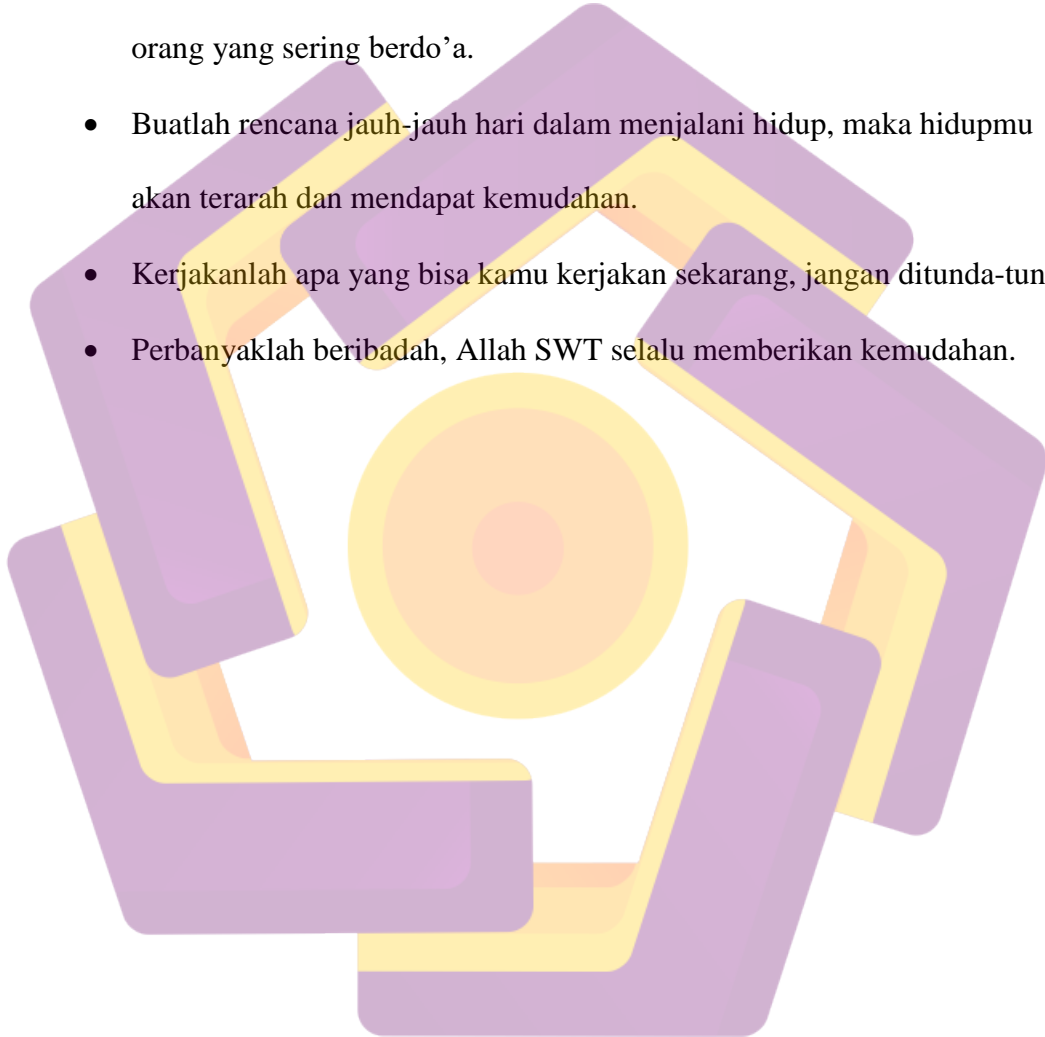 orang yang sering berdo’a.
• Buatlah rencana jauh-jauh hari dalam menjalani hidup, maka hidupmu
akan terarah dan mendapat kemudahan.
• Kerjakanlah apa yang bisa kamu kerjakan sekarang, jangan ditunda-tun
• Perbanyaklah beribadah, Allah SWT selalu memberikan kemudahan.